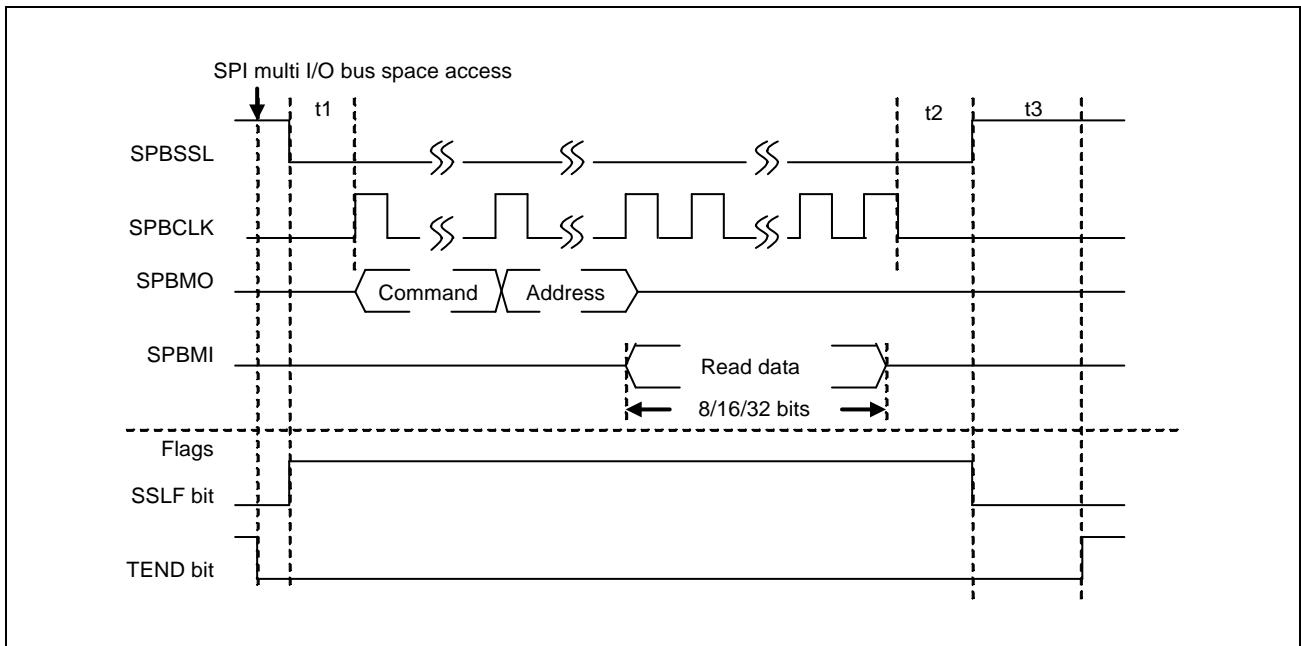 SPI multi I/O bus space access
t1
t2
t3
SPBSSL
SPBCLK
SPBMO
Command
Address
SPBMI
Read data
8/16/32 bits
Flags
SSLF bit
TEND bit